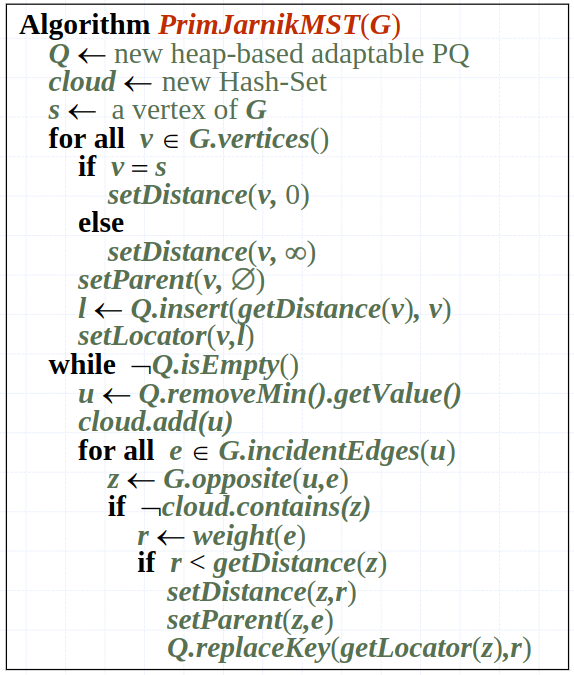 Algorithm PrimJarnikMST(G)
Q ← new heap-based adaptable PQ
cloud ← new Hash-Set
s ← a vertex of G
for all v ∈ G.vertices()
if v = s
setDistance(v, 0)
else
setDistance(v, ∞)
setParent(v, ∅)
l ← Q.insert(getDistance(v), v)
setLocator(v,l)
while ¬Q.isEmpty()
u ← Q.removeMin().getValue()
cloud.add(u)
for all e ∈ G.incidentEdges(u)
z ← G.opposite(u,e)
if ¬cloud.contains(z)
r ← weight(e)
if r < getDistance(z)
setDistance(z,r)
setParent(z,e)
Q.replaceKey(getLocator(z),r)